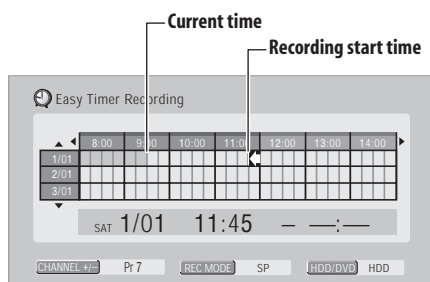 Current time
Recording start time
Easy Timer Recording
8:00 9:00 10:00 11:00 12:00 13:00 14:00
1/01
2/01
3/01
SAT 1/01 11:45 – –:–
CHANNEL +/– Pr 7 REC MODE SP HDD/DVD HDD